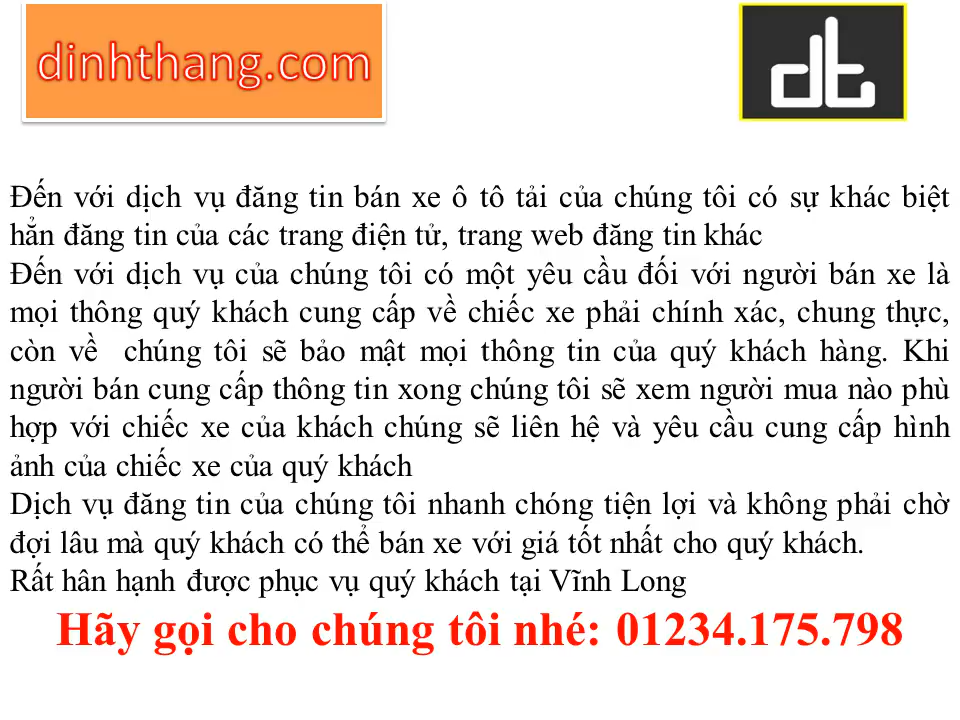 dinhthang.com
dt
Đến với dịch vụ đăng tin bán xe ô tô tải của chúng tôi có sự khác biệt
hẳn đăng tin của các trang điện tử, trang web đăng tin khác
Đến với dịch vụ của chúng tôi có một yêu cầu đối với người bán xe là
mọi thông quý khách cung cấp về chiếc xe phải chính xác, chung thực,
còn về chúng tôi sẽ bảo mật mọi thông tin của quý khách hàng. Khi
người bán cung cấp thông tin xong chúng tôi sẽ xem người mua nào phù
hợp với chiếc xe của khách chúng sẽ liên hệ và yêu cầu cung cấp hình
ảnh của chiếc xe của quý khách
Dịch vụ đăng tin của chúng tôi nhanh chóng tiện lợi và không phải chờ
đợi lâu mà quý khách có thể bán xe với giá tốt nhất cho quý khách.
Rất hân hạnh được phục vụ quý khách tại Vĩnh Long
Hãy gọi cho chúng tôi nhé: 01234.175.798